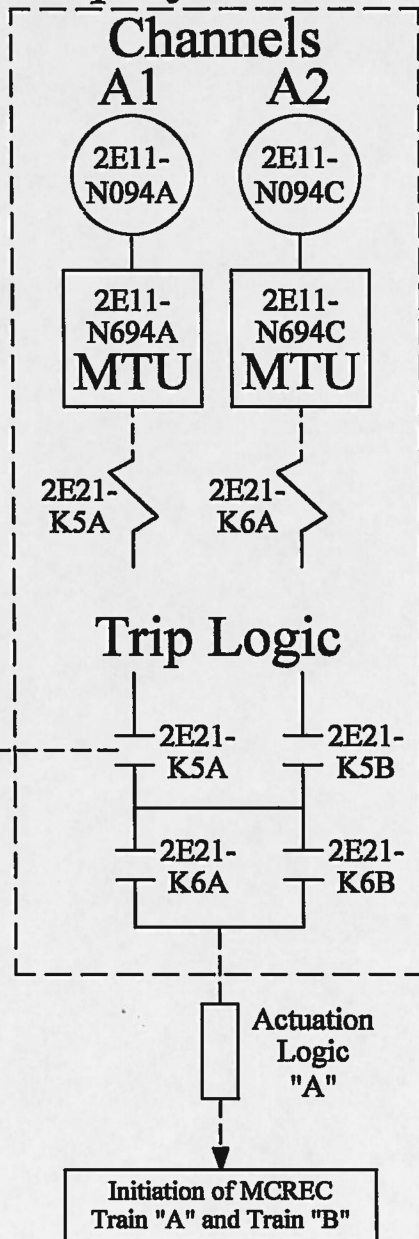 Channels
A1 A2
2E11-
N094A
2E11-
N094C
2E11-
N694A
MTU
2E11-
N694C
MTU
2E21-
K5A
2E21-
K6A
Trip Logic
2E21-
K5A
2E21-
K5B
2E21-
K6A
2E21-
K6B
Actuation
Logic
"A"
Initiation of MCREC
Train "A" and Train "B"